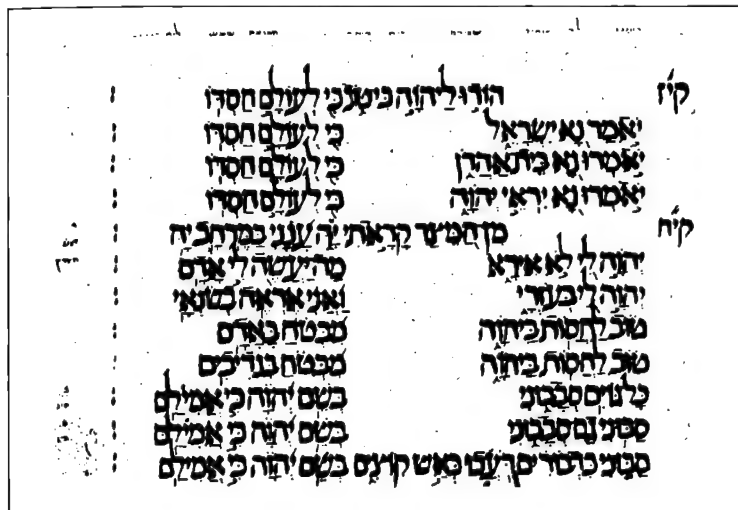 קיז הודו ליהוה כי טוב כי לעולם חסדו :
יאמר נא ישראל כי לעולם חסדו :
יאמרו נא בית אהרן כי לעולם חסדו :
יאמרו נא יראי יהוה כי לעולם חסדו :
קיח מן המיצר קראתי יה ענני במרחב יה :
יהוה לי לא אירא מה יעשה לי אדם :
יהוה לי בעזרי ואני אראה בשנאי :
טוב לחסות ביהוה מבטח באדם :
טוב לחסות ביהוה מבטח בנדיבים :
כל גוים סבבוני בשם יהוה כי אמילם :
סבוני גם סבבוני בשם יהוה כי אמילם :
סבוני כדבורים דעכו כאש קוצים בשם יהוה כי אמילם :